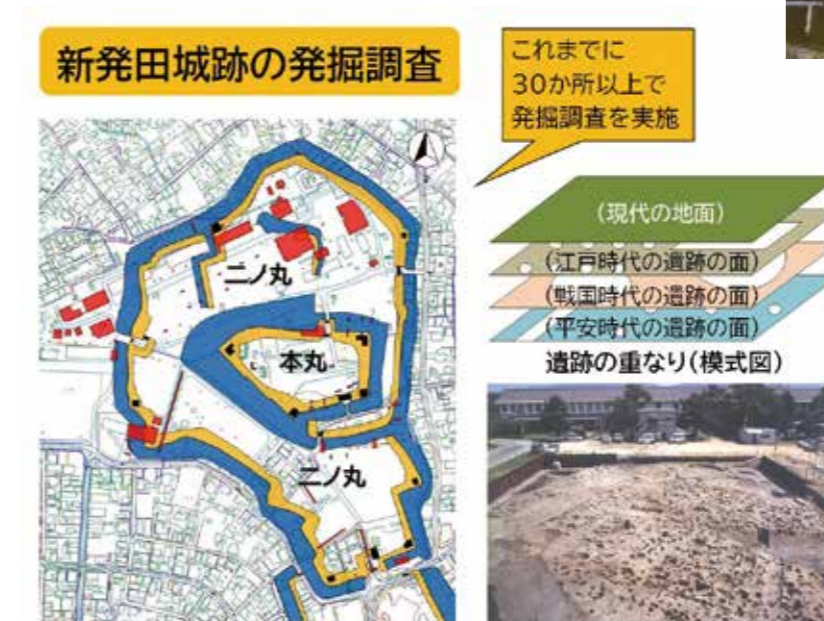 新発田城跡の発掘調査
これまでに
30か所以上で
発掘調査を実施
二ノ丸
本丸
二ノ丸
(現代の地面)
(江戸時代の遺跡の面)
(戦国時代の遺跡の面)
(平安時代の遺跡の面)
遺跡の重なり(模式図)